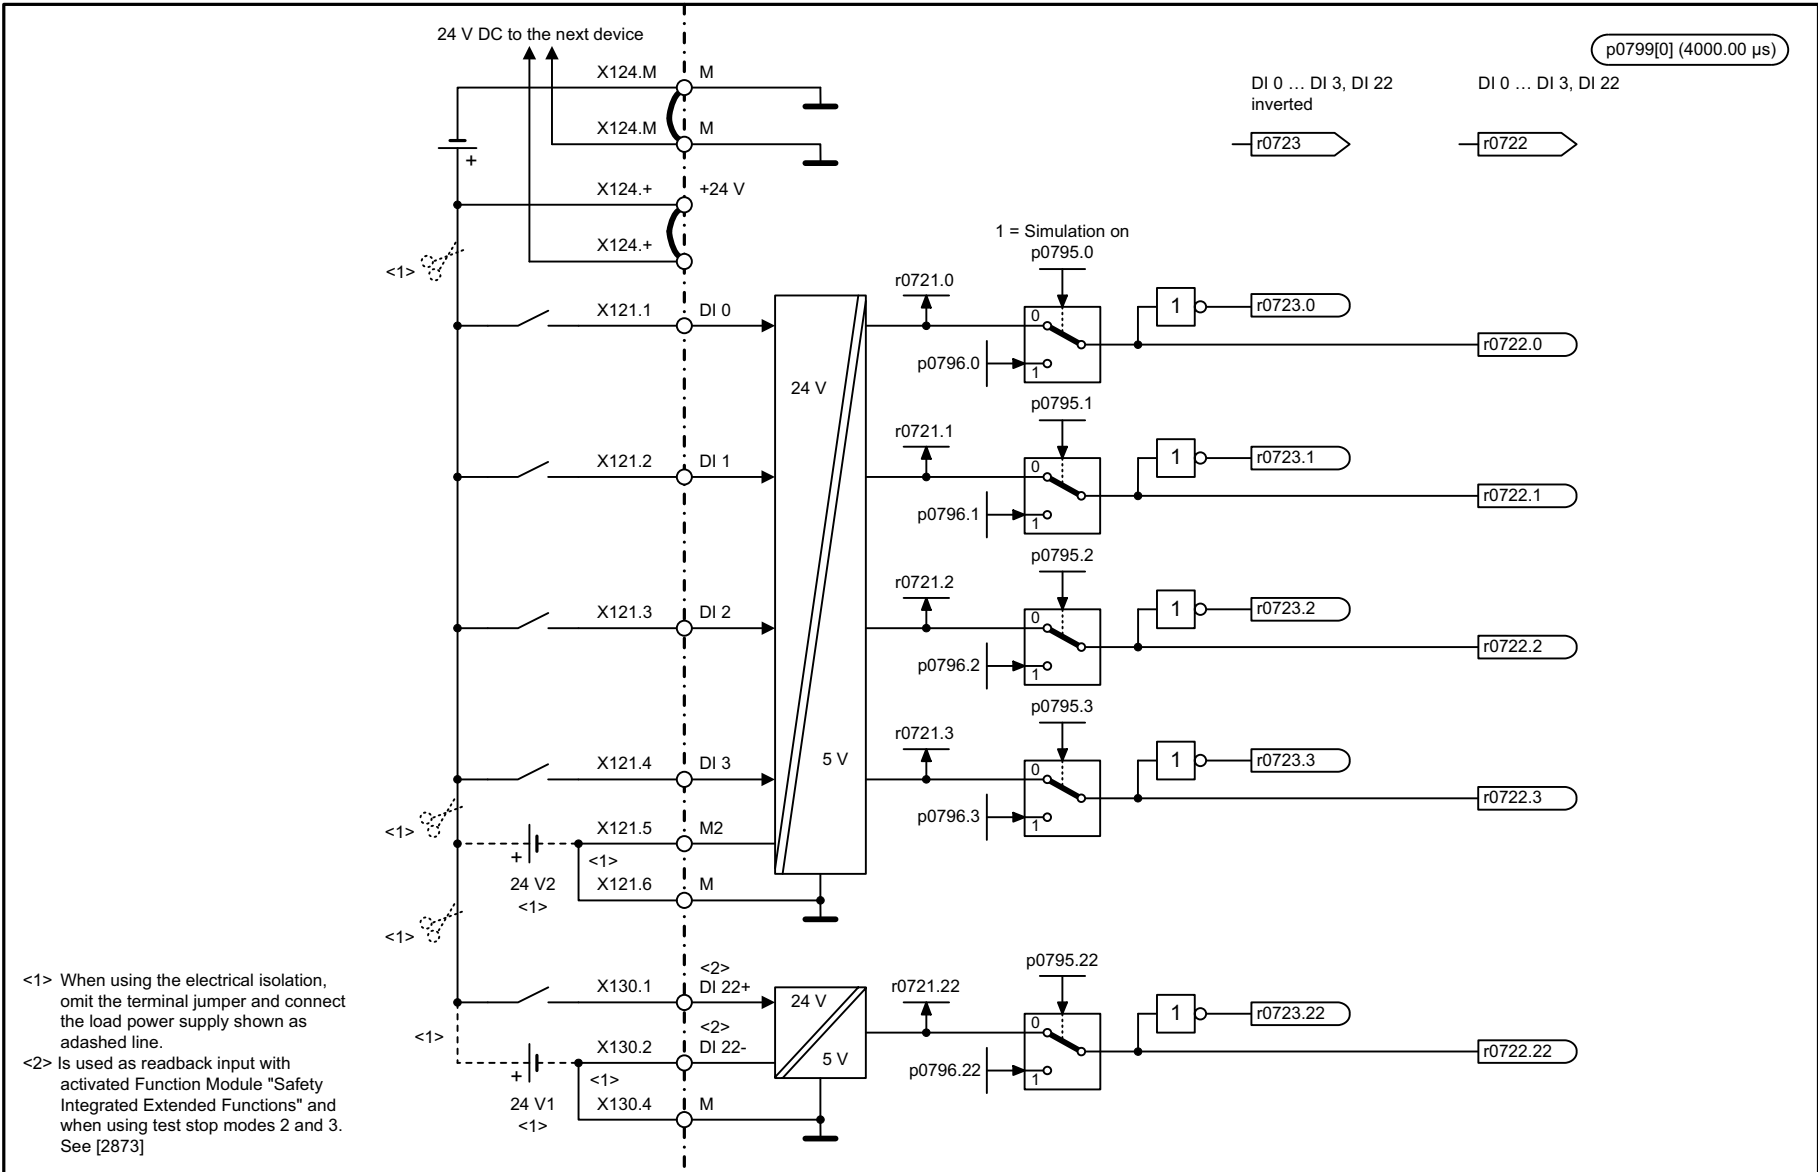 24 V DC to the next device
p0799[0] (4000.00 µs)
X124.M M
DI 0 … DI 3, DI 22
inverted
DI 0 … DI 3, DI 22
X124.M M
r0723
r0722
+
X124.+ +24 V
X124.+
<1>
1 = Simulation on
p0795.0
r0721.0
X121.1 DI 0
0
1
r0723.0
r0722.0
p0796.0
1
24 V
p0795.1
r0721.1
X121.2 DI 1
0
1
r0723.1
r0722.1
p0796.1
1
p0795.2
r0721.2
X121.3 DI 2
0
1
r0723.2
r0722.2
p0796.2
1
p0795.3
r0721.3
X121.4 DI 3
5 V
0
1
r0723.3
r0722.3
p0796.3
1
<1>
X121.5 M2
+
<1>
24 V2
<1>
X121.6 M
<1>
<1> When using the electrical isolation,
omit the terminal jumper and connect
the load power supply shown as
adashed line.
<2> Is used as readback input with
activated Function Module "Safety
Integrated Extended Functions" and
when using test stop modes 2 and 3.
See [2873]
<2>
X130.1 DI 22+
24 V
p0795.22
r0721.22
0
1
r0723.22
r0722.22
p0796.22
1
<1>
<2>
X130.2 DI 22-
5 V
+
<1>
24 V1
<1>
X130.4 M